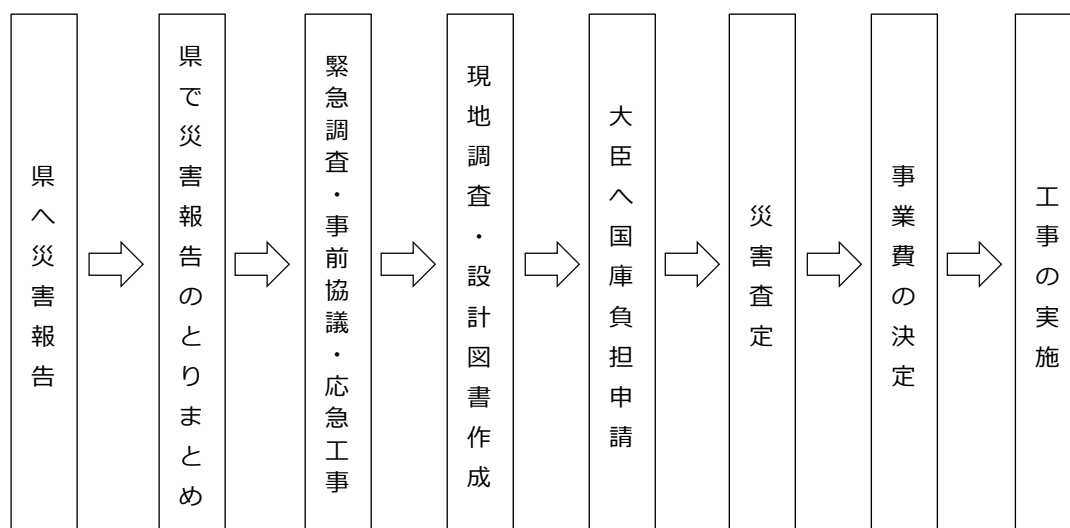 県へ災害報告
県で災害報告のとりまとめ
緊急調査・事前協議・応急工事
現地調査・設計図書作成
大臣へ国庫負担申請
災害査定
事業費の決定
工事の実施